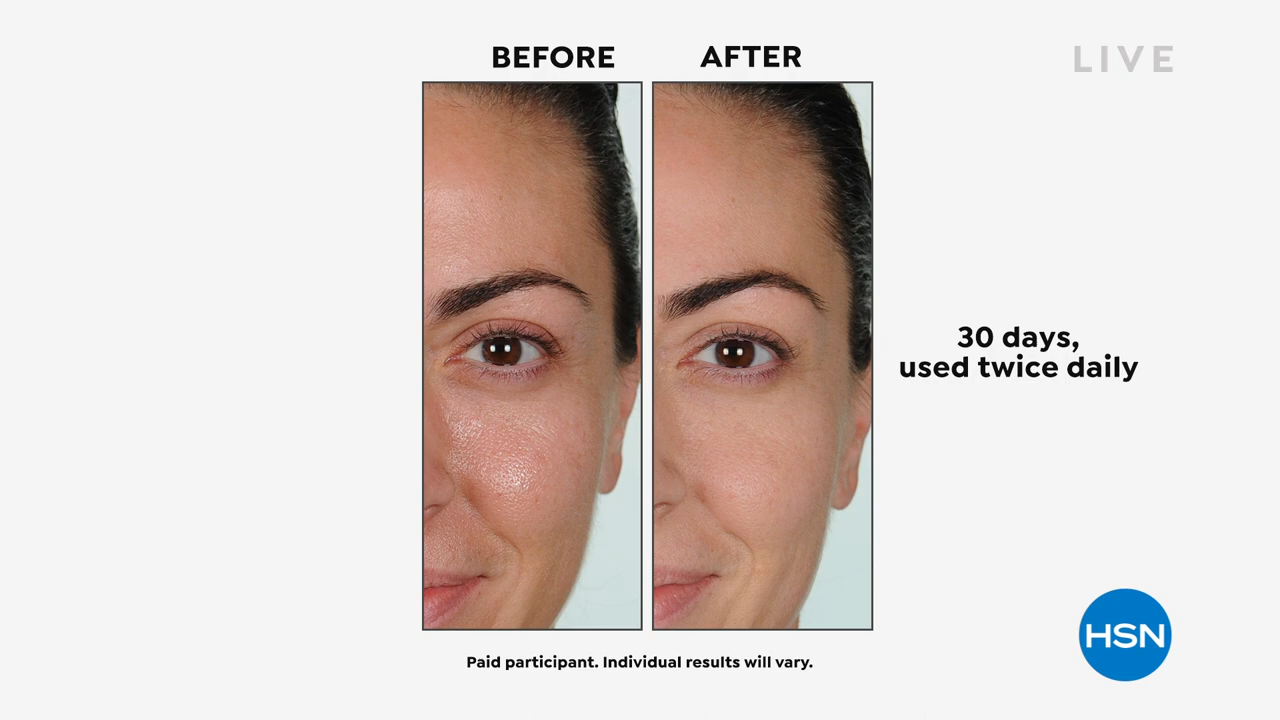 BEFORE
AFTER
LIVE
30 days,
used twice daily
HSN
Paid participant. Individual results will vary.